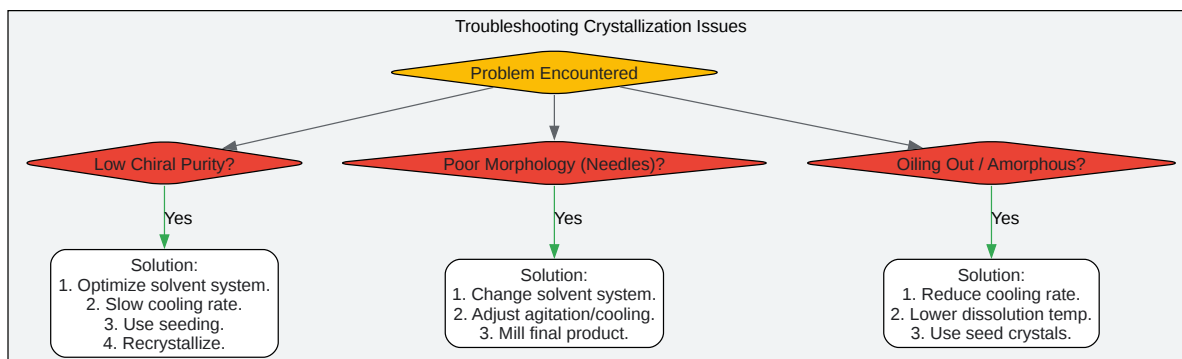 Troubleshooting Crystallization Issues
Problem Encountered
Low Chiral Purity?
Poor Morphology (Needles)?
Oiling Out / Amorphous?
Yes
Yes
Yes
Solution:
1. Optimize solvent system.
2. Slow cooling rate.
3. Use seeding.
4. Recrystallize.
Solution:
1. Change solvent system.
2. Adjust agitation/cooling.
3. Mill final product.
Solution:
1. Reduce cooling rate.
2. Lower dissolution temp.
3. Use seed crystals.